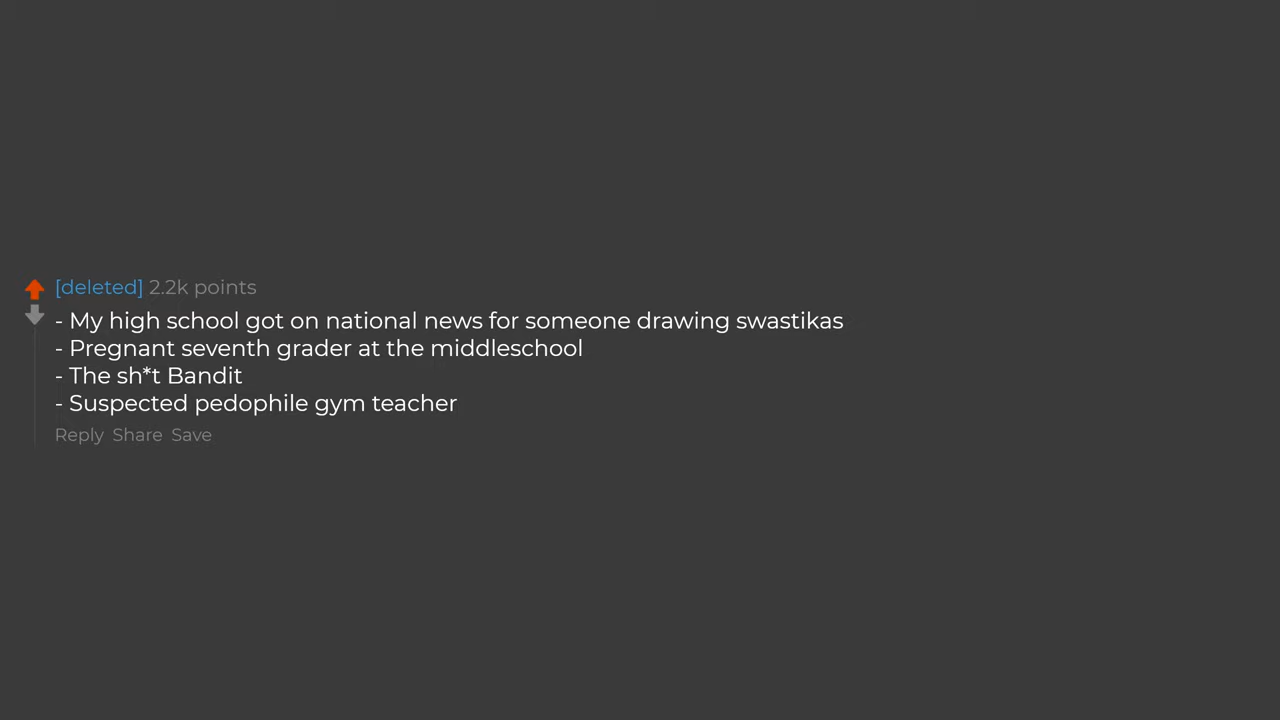 [deleted] 2.2k points
- My high school got on national news for someone drawing swastikas
- Pregnant seventh grader at the middleschool
- The sh*t Bandit
- Suspected pedophile gym teacher
Reply Share Save